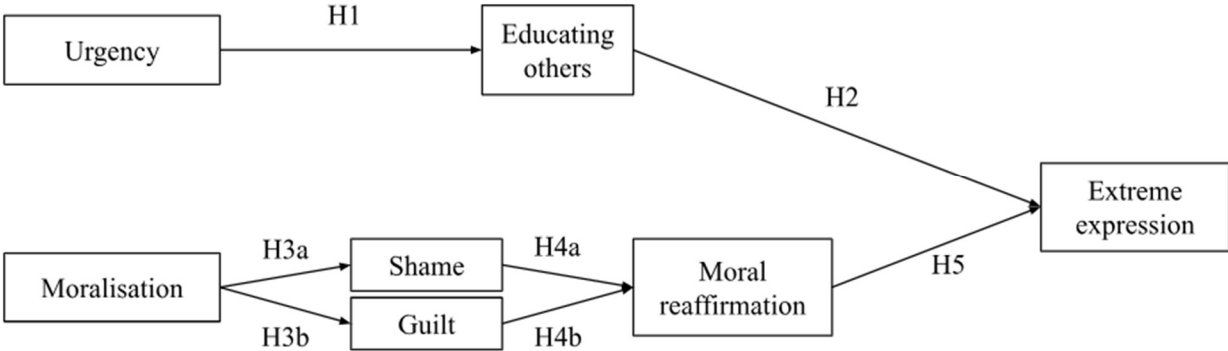 H1
Urgency
Educating
others
H2
Extreme
expression
H3a
Shame
H4a
Moralisation
Moral
reaffirmation
H5
H3b
Guilt
H4b